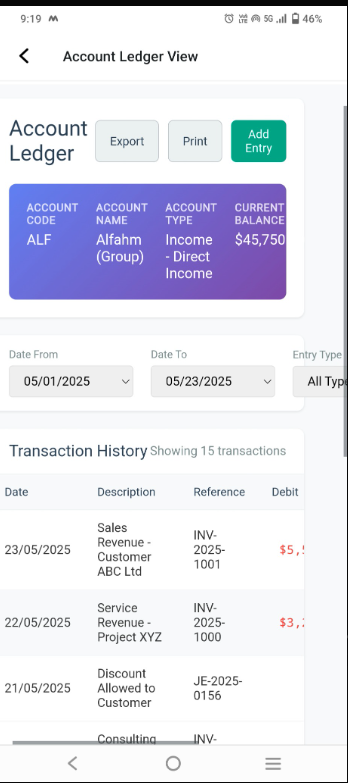 9:19
5G 46%
Account Ledger View
Account
Ledger
Export
Print
Add
Entry
ACCOUNT
CODE
ALF
ACCOUNT
NAME
Alfahm
(Group)
ACCOUNT
TYPE
Income
- Direct
Income
CURRENT
BALANCE
$45,750
Date From
05/01/2025
Date To
05/23/2025
Entry Type
All Typ
Transaction History Showing 15 transactions
Date Description Reference Debit
23/05/2025
Sales
Revenue -
Customer
ABC Ltd
INV-
2025-
1001
$5,
22/05/2025
Service
Revenue -
Project XYZ
INV-
2025-
1000
$3,
21/05/2025
Discount
Allowed to
Customer
JE-2025-
0156
Consulting
INV-